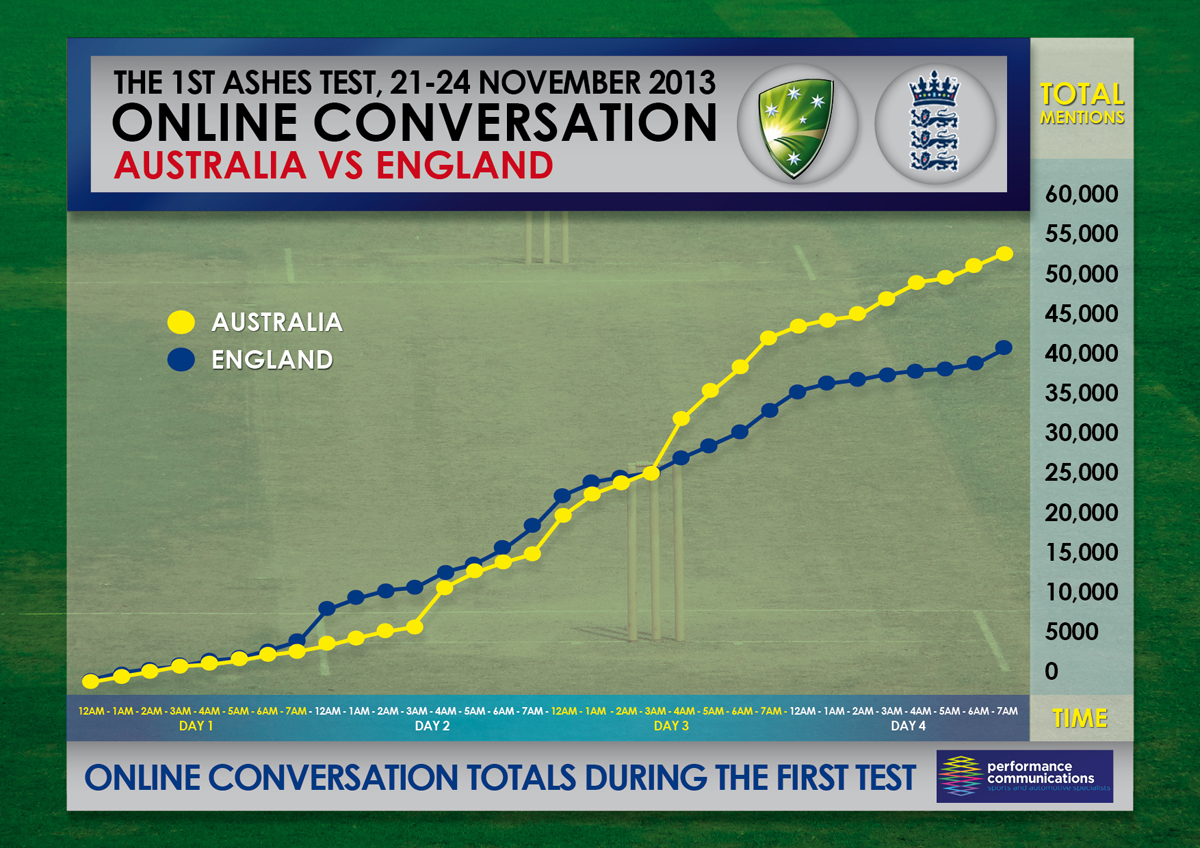 THE 1ST ASHES TEST, 21-24 NOVEMBER 2013
ONLINE CONVERSATION
AUSTRALIA VS ENGLAND
TOTAL
MENTIONS
60,000
55,000
50,000
45,000
40,000
35,000
30,000
25,000
20,000
15,000
10,000
5000
0
AUSTRALIA
ENGLAND
12AM - 1AM - 2AM - 3AM - 4AM - 5AM - 6AM - 7AM - 12AM - 1AM - 2AM - 3AM - 4AM - 5AM - 6AM - 7AM - 12AM - 1AM - 2AM - 3AM - 4AM - 5AM - 6AM - 7AM - 12AM - 1AM - 2AM - 3AM - 4AM - 5AM - 6AM - 7AM
DAY 1 DAY 2 DAY 3 DAY 4
TIME
ONLINE CONVERSATION TOTALS DURING THE FIRST TEST
performance
communications
sports and automotive specialists